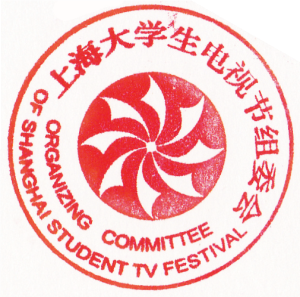 上海大学生电视节组委会
ORGANIZING COMMITTEE
OF SHANGHAI STUDENT TV FESTIVAL